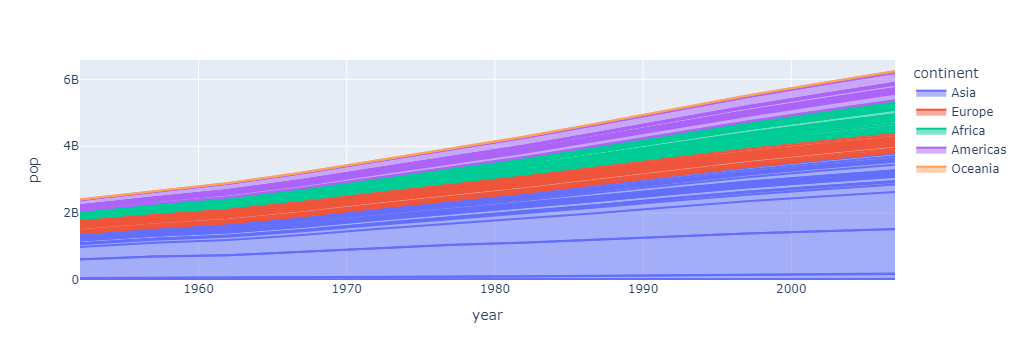 continent
Asia
Europe
Africa
Americas
Oceania
pop
6B
4B
2B
0
1960 1970 1980 1990 2000
year